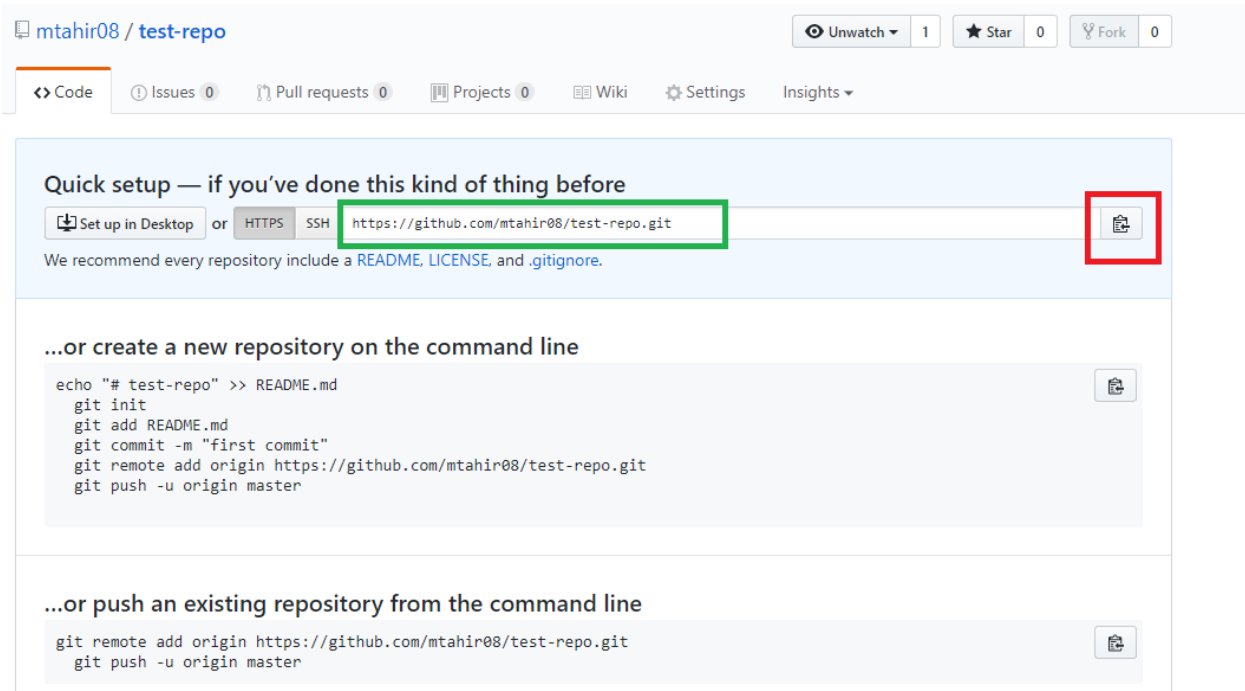 mtahir08 / test-repo
Unwatch 1 Star 0 Fork 0
<> Code Issues 0 Pull requests 0 Projects 0 Wiki Settings Insights
Quick setup — if you’ve done this kind of thing before
Set up in Desktop or HTTPS SSH https://github.com/mtahir08/test-repo.git
We recommend every repository include a README, LICENSE, and .gitignore.
…or create a new repository on the command line
echo "# test-repo" >> README.md
git init
git add README.md
git commit -m "first commit"
git remote add origin https://github.com/mtahir08/test-repo.git
git push -u origin master
…or push an existing repository from the command line
git remote add origin https://github.com/mtahir08/test-repo.git
git push -u origin master